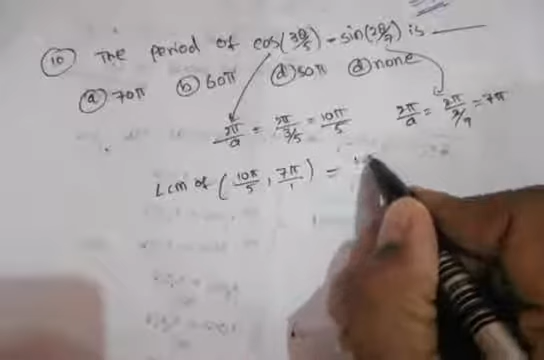 ⑩ The period of cos(3θ/5) - sin(2θ/7) is ____
ⓐ 70π ⓑ 60π ⓓ 50π ⓓ none
2π/a = 2π/3/5 = 10π/5 2π/a = 2π/2/7 = 7π
LCM of (10π/5, 7π/1) =